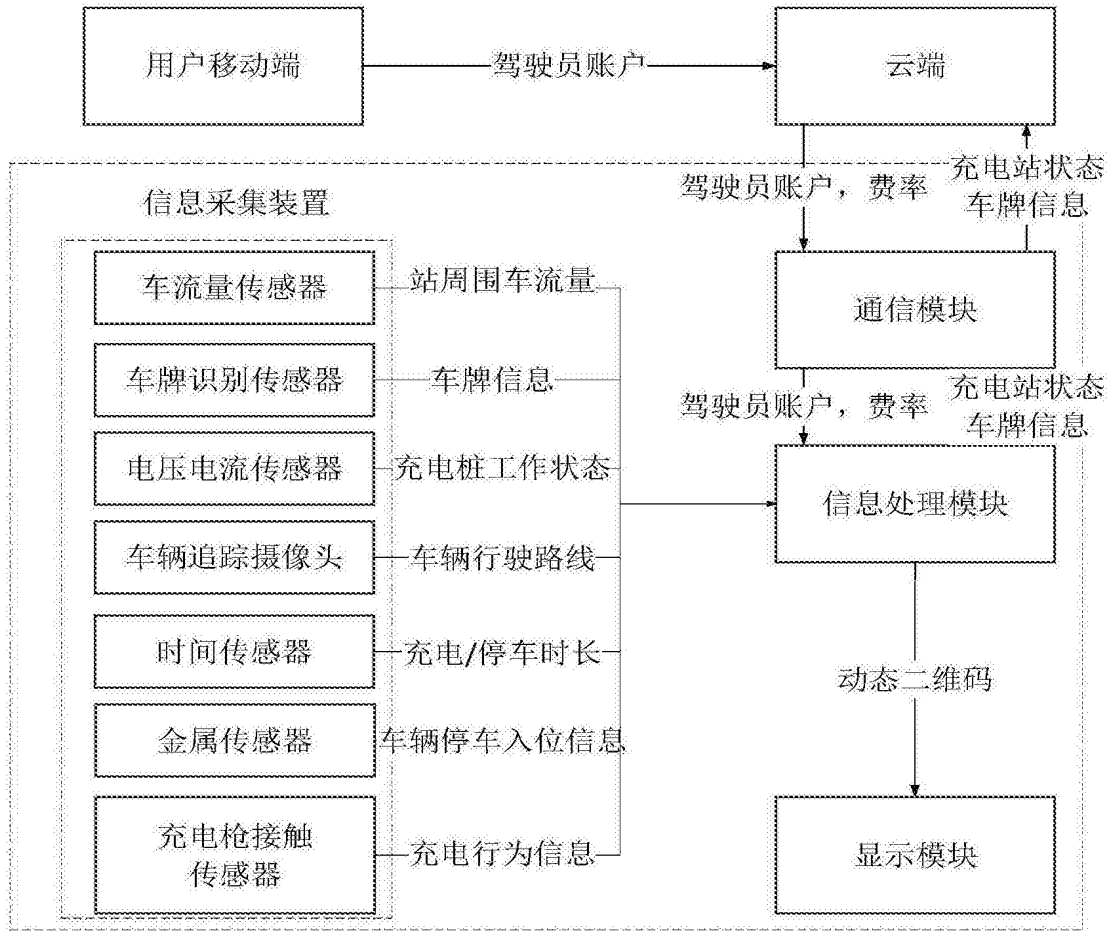 用户移动端
驾驶员账户
云端
驾驶员账户，费率
充电站状态
车牌信息
信息采集装置
车流量传感器
站周围车流量
通信模块
车牌识别传感器
车牌信息
驾驶员账户，费率
充电站状态
车牌信息
电压电流传感器
充电桩工作状态
信息处理模块
车辆追踪摄像头
车辆行驶路线
时间传感器
充电/停车时长
动态二维码
金属传感器
车辆停车入位信息
充电枪接触
传感器
充电行为信息
显示模块